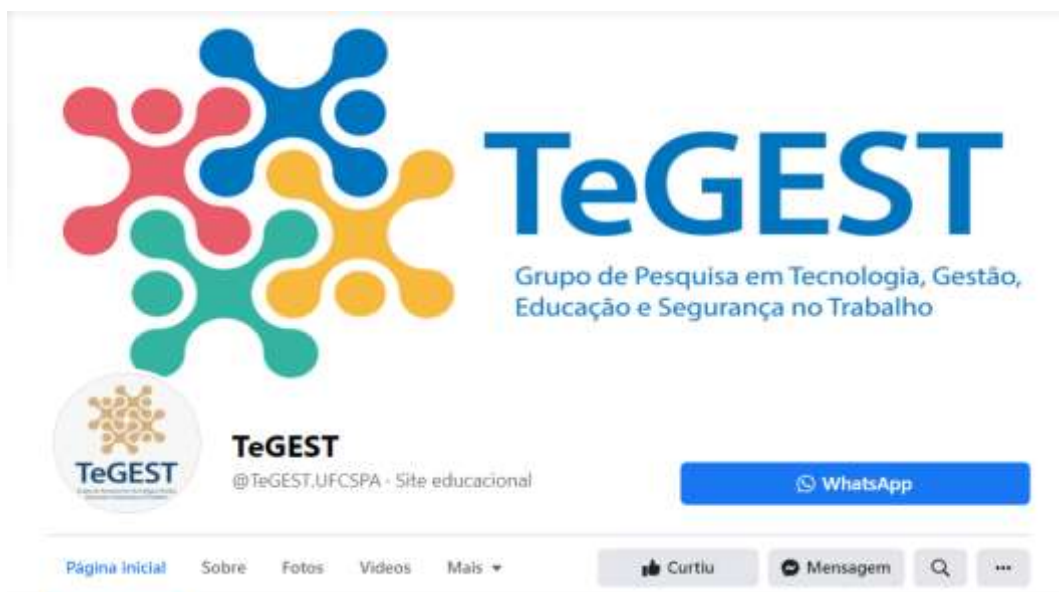 TeGEST
Grupo de Pesquisa em Tecnologia, Gestão,
Educação e Segurança no Trabalho
TeGEST
TeGEST
@TeGEST.UFCSPA - Site educacional
WhatsApp
Página inicial Sobre Fotos Vídeos Mais
Curtiu Mensagem